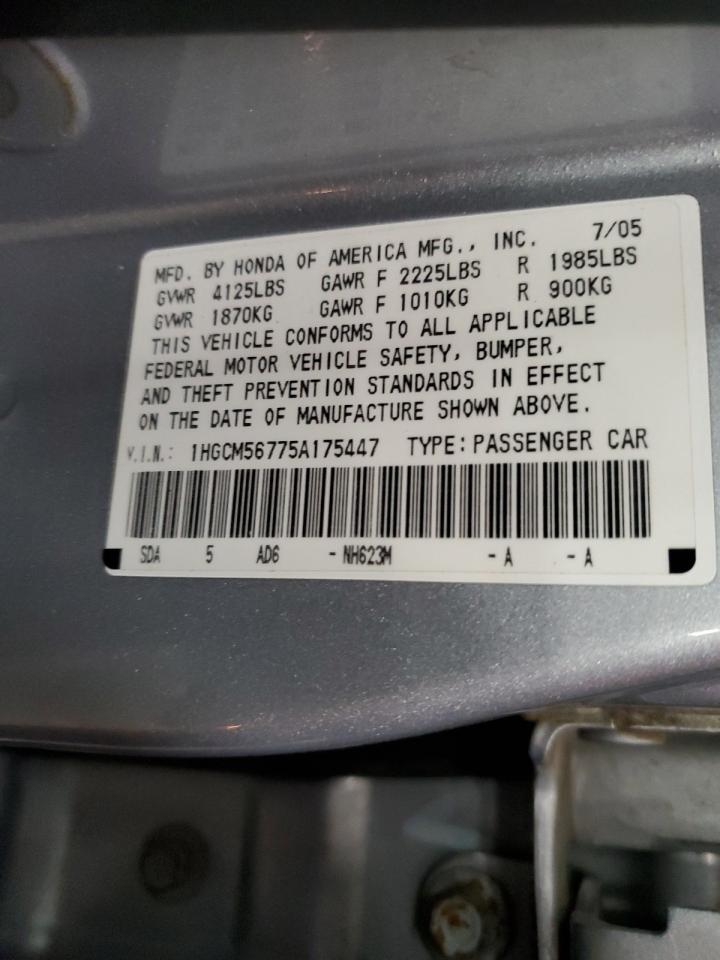 MFD. BY HONDA OF AMERICA MFG., INC. 7/05
GVWR 4125LBS GAWR F 2225LBS R 1985LBS
GVWR 1870KG GAWR F 1010KG R 900KG
THIS VEHICLE CONFORMS TO ALL APPLICABLE
FEDERAL MOTOR VEHICLE SAFETY, BUMPER,
AND THEFT PREVENTION STANDARDS IN EFFECT
ON THE DATE OF MANUFACTURE SHOWN ABOVE.
V.I.N.: 1HGCM56775A175447 TYPE: PASSENGER CAR
SDA 5 AD6 - NH623M - A - A